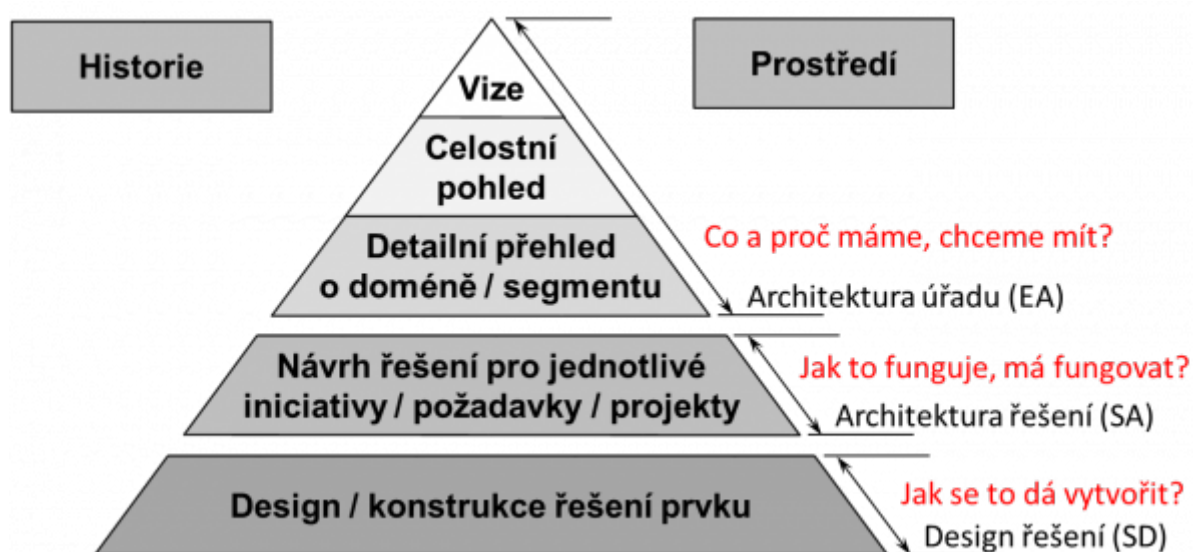 Historie
Prostředí
Vize
Celostní
pohled
Detailní přehled
o doméně / segmentu
Co a proč máme, chceme mít?
Architektura úřadu (EA)
Návrh řešení pro jednotlivé
iniciativy / požadavky / projekty
Jak to funguje, má fungovat?
Architektura řešení (SA)
Design / konstrukce řešení prvku
Jak se to dá vytvořit?
Design řešení (SD)